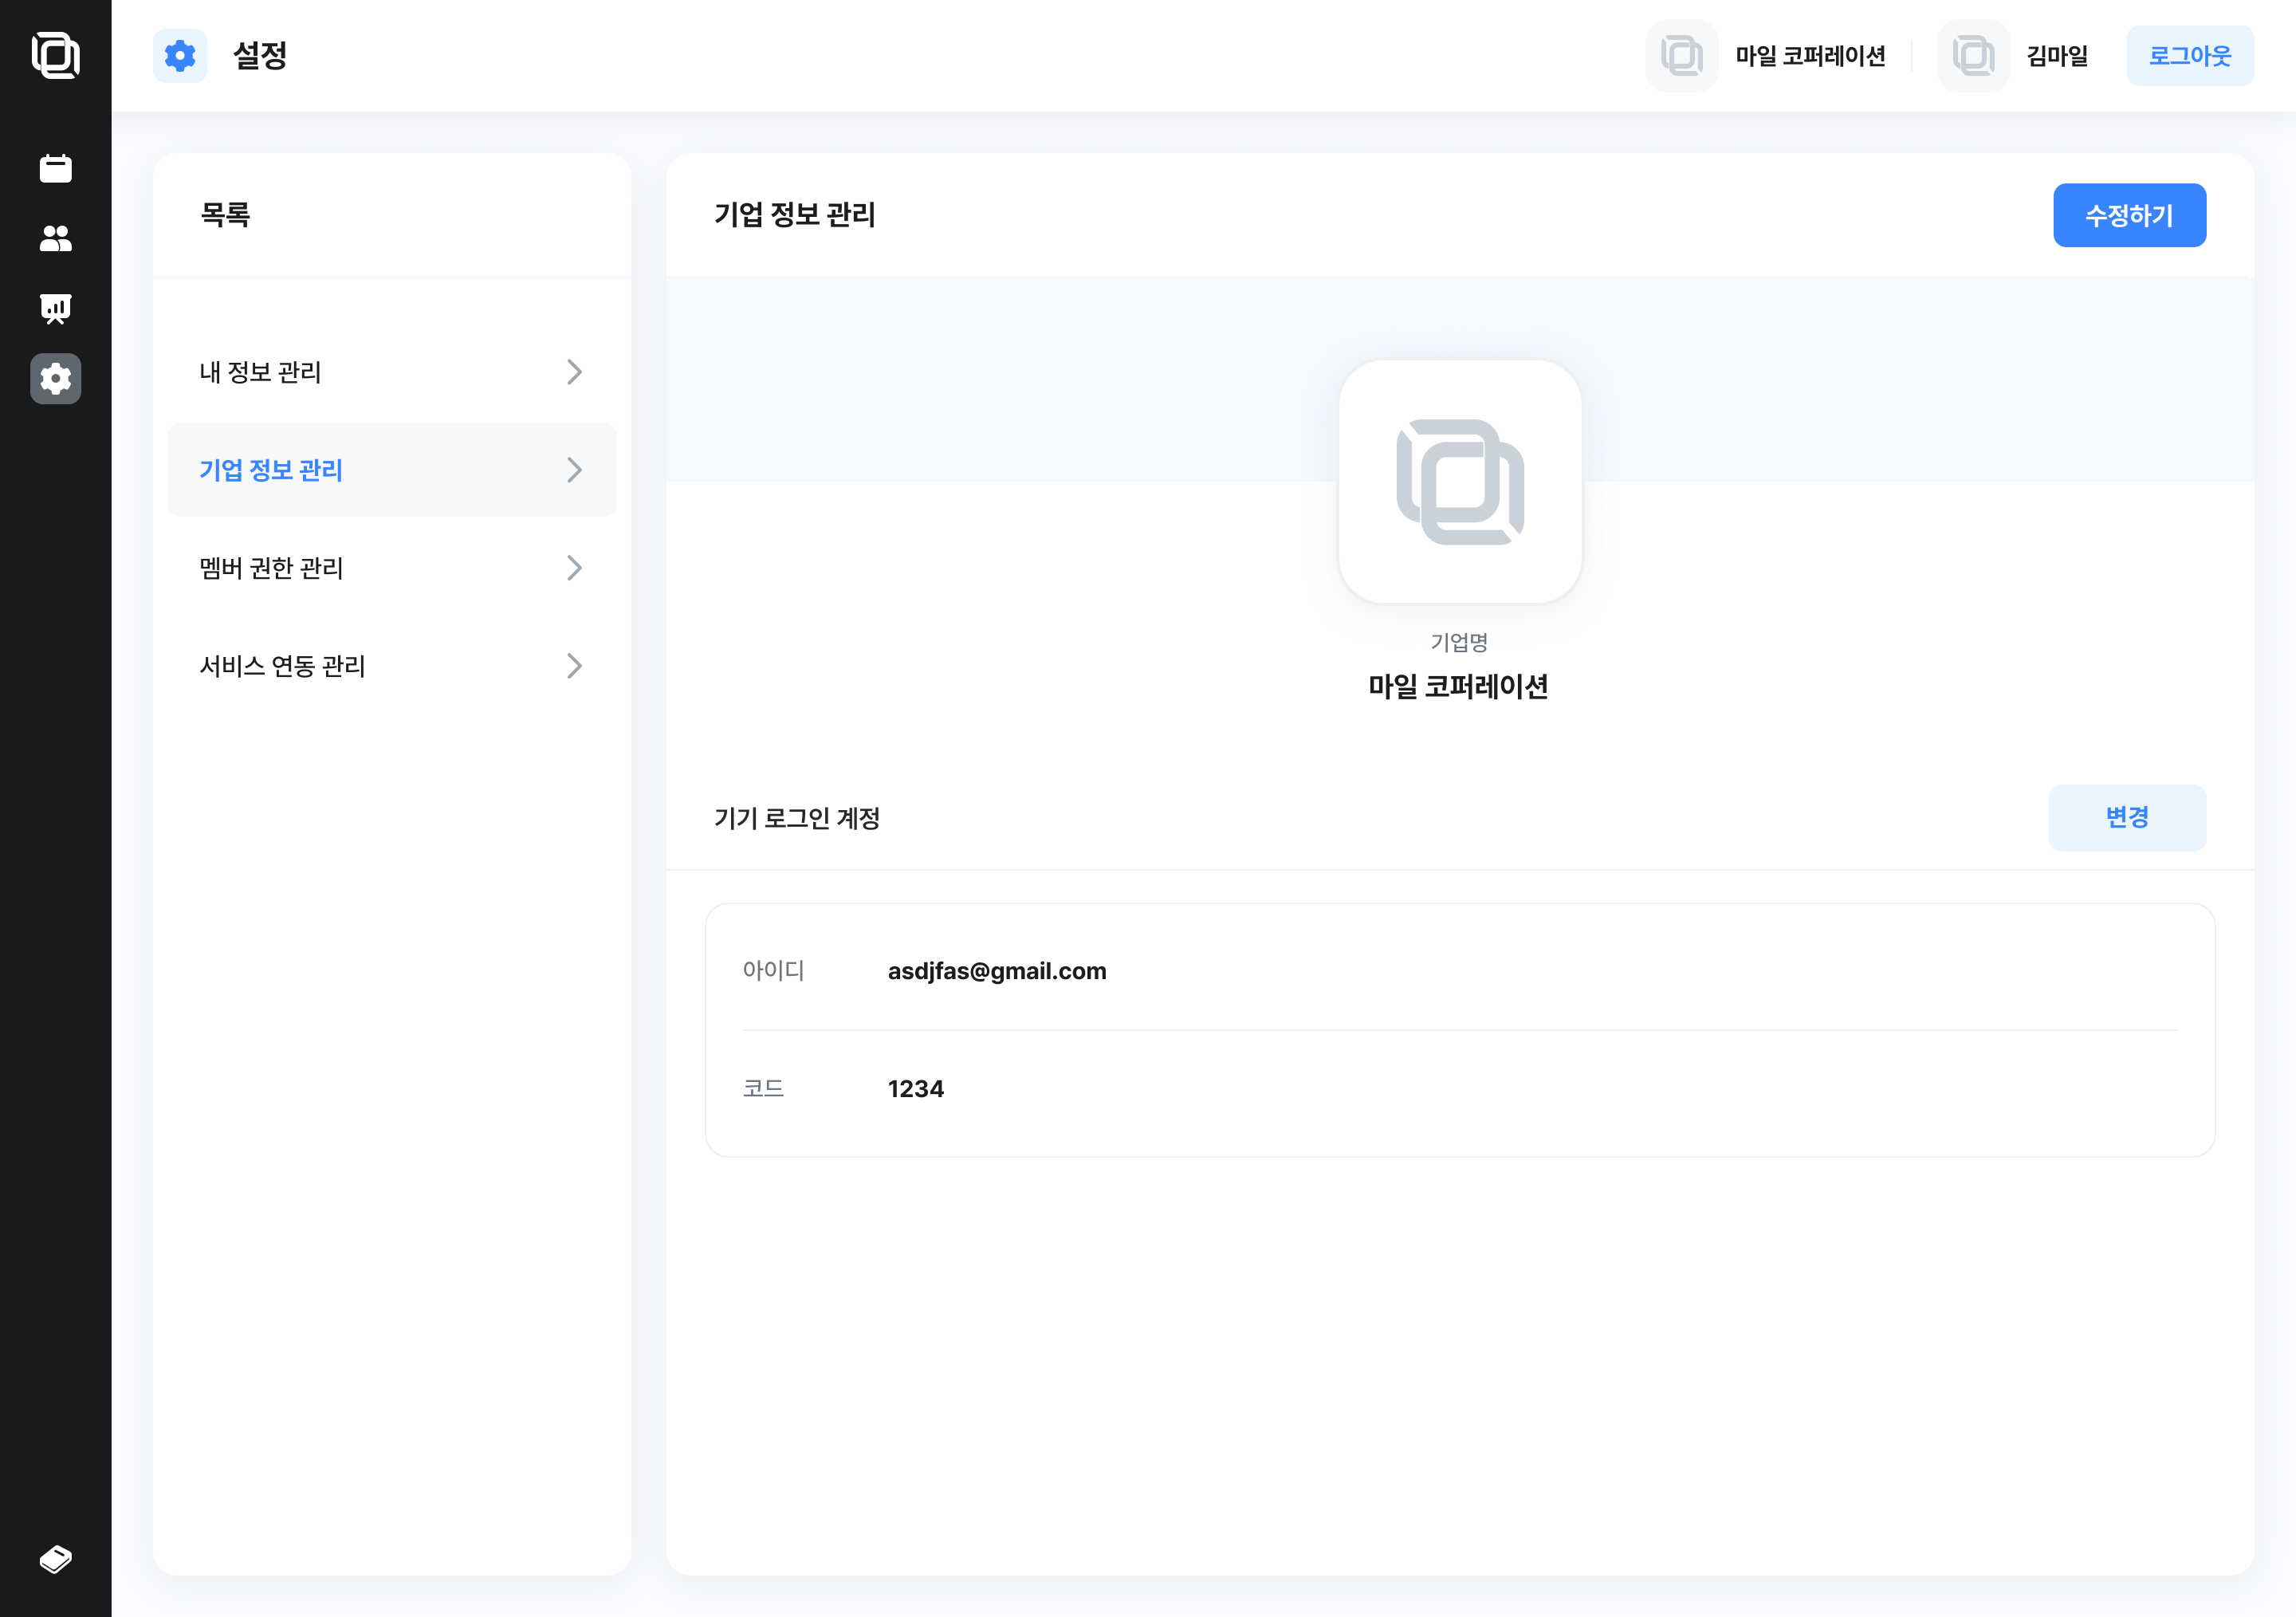 설정
마일 코퍼레이션
김마일
로그아웃
목록
내 정보 관리
기업 정보 관리
멤버 권한 관리
서비스 연동 관리
기업 정보 관리
수정하기
기업명
마일 코퍼레이션
기기 로그인 계정
변경
아이디 asdjfas@gmail.com
코드 1234